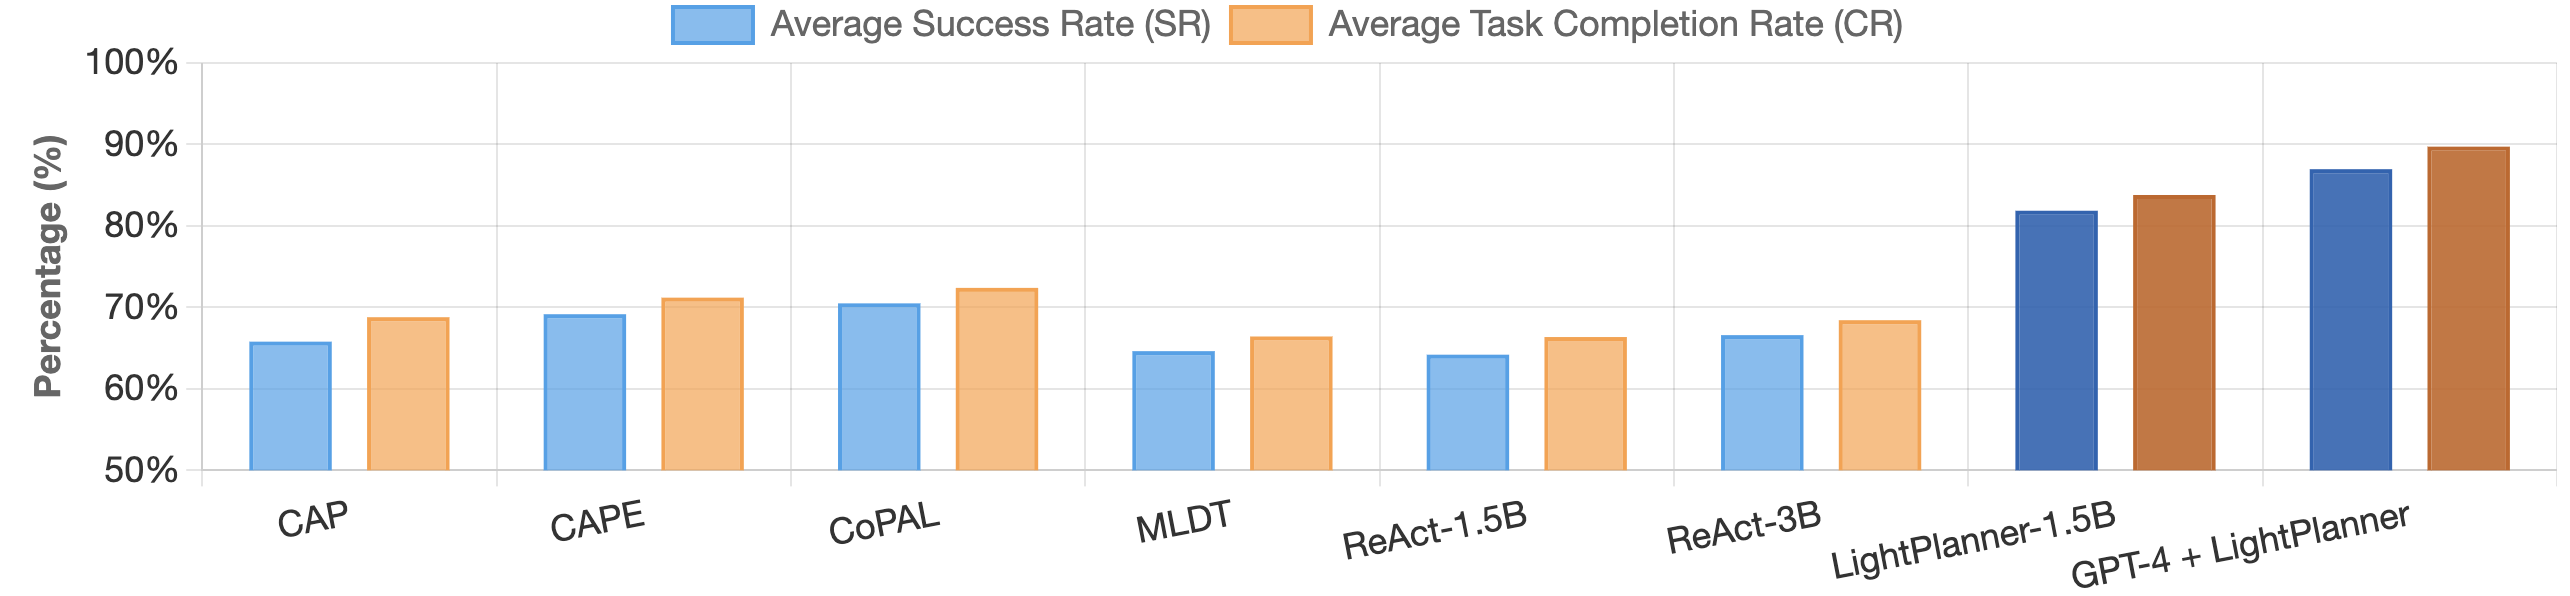 Average Success Rate (SR) Average Task Completion Rate (CR)
Percentage (%)
100%
90%
80%
70%
60%
50%
CAP CAPE CoPAL MLDT ReAct-1.5B ReAct-3B LightPlanner-1.5B GPT-4 + LightPlanner